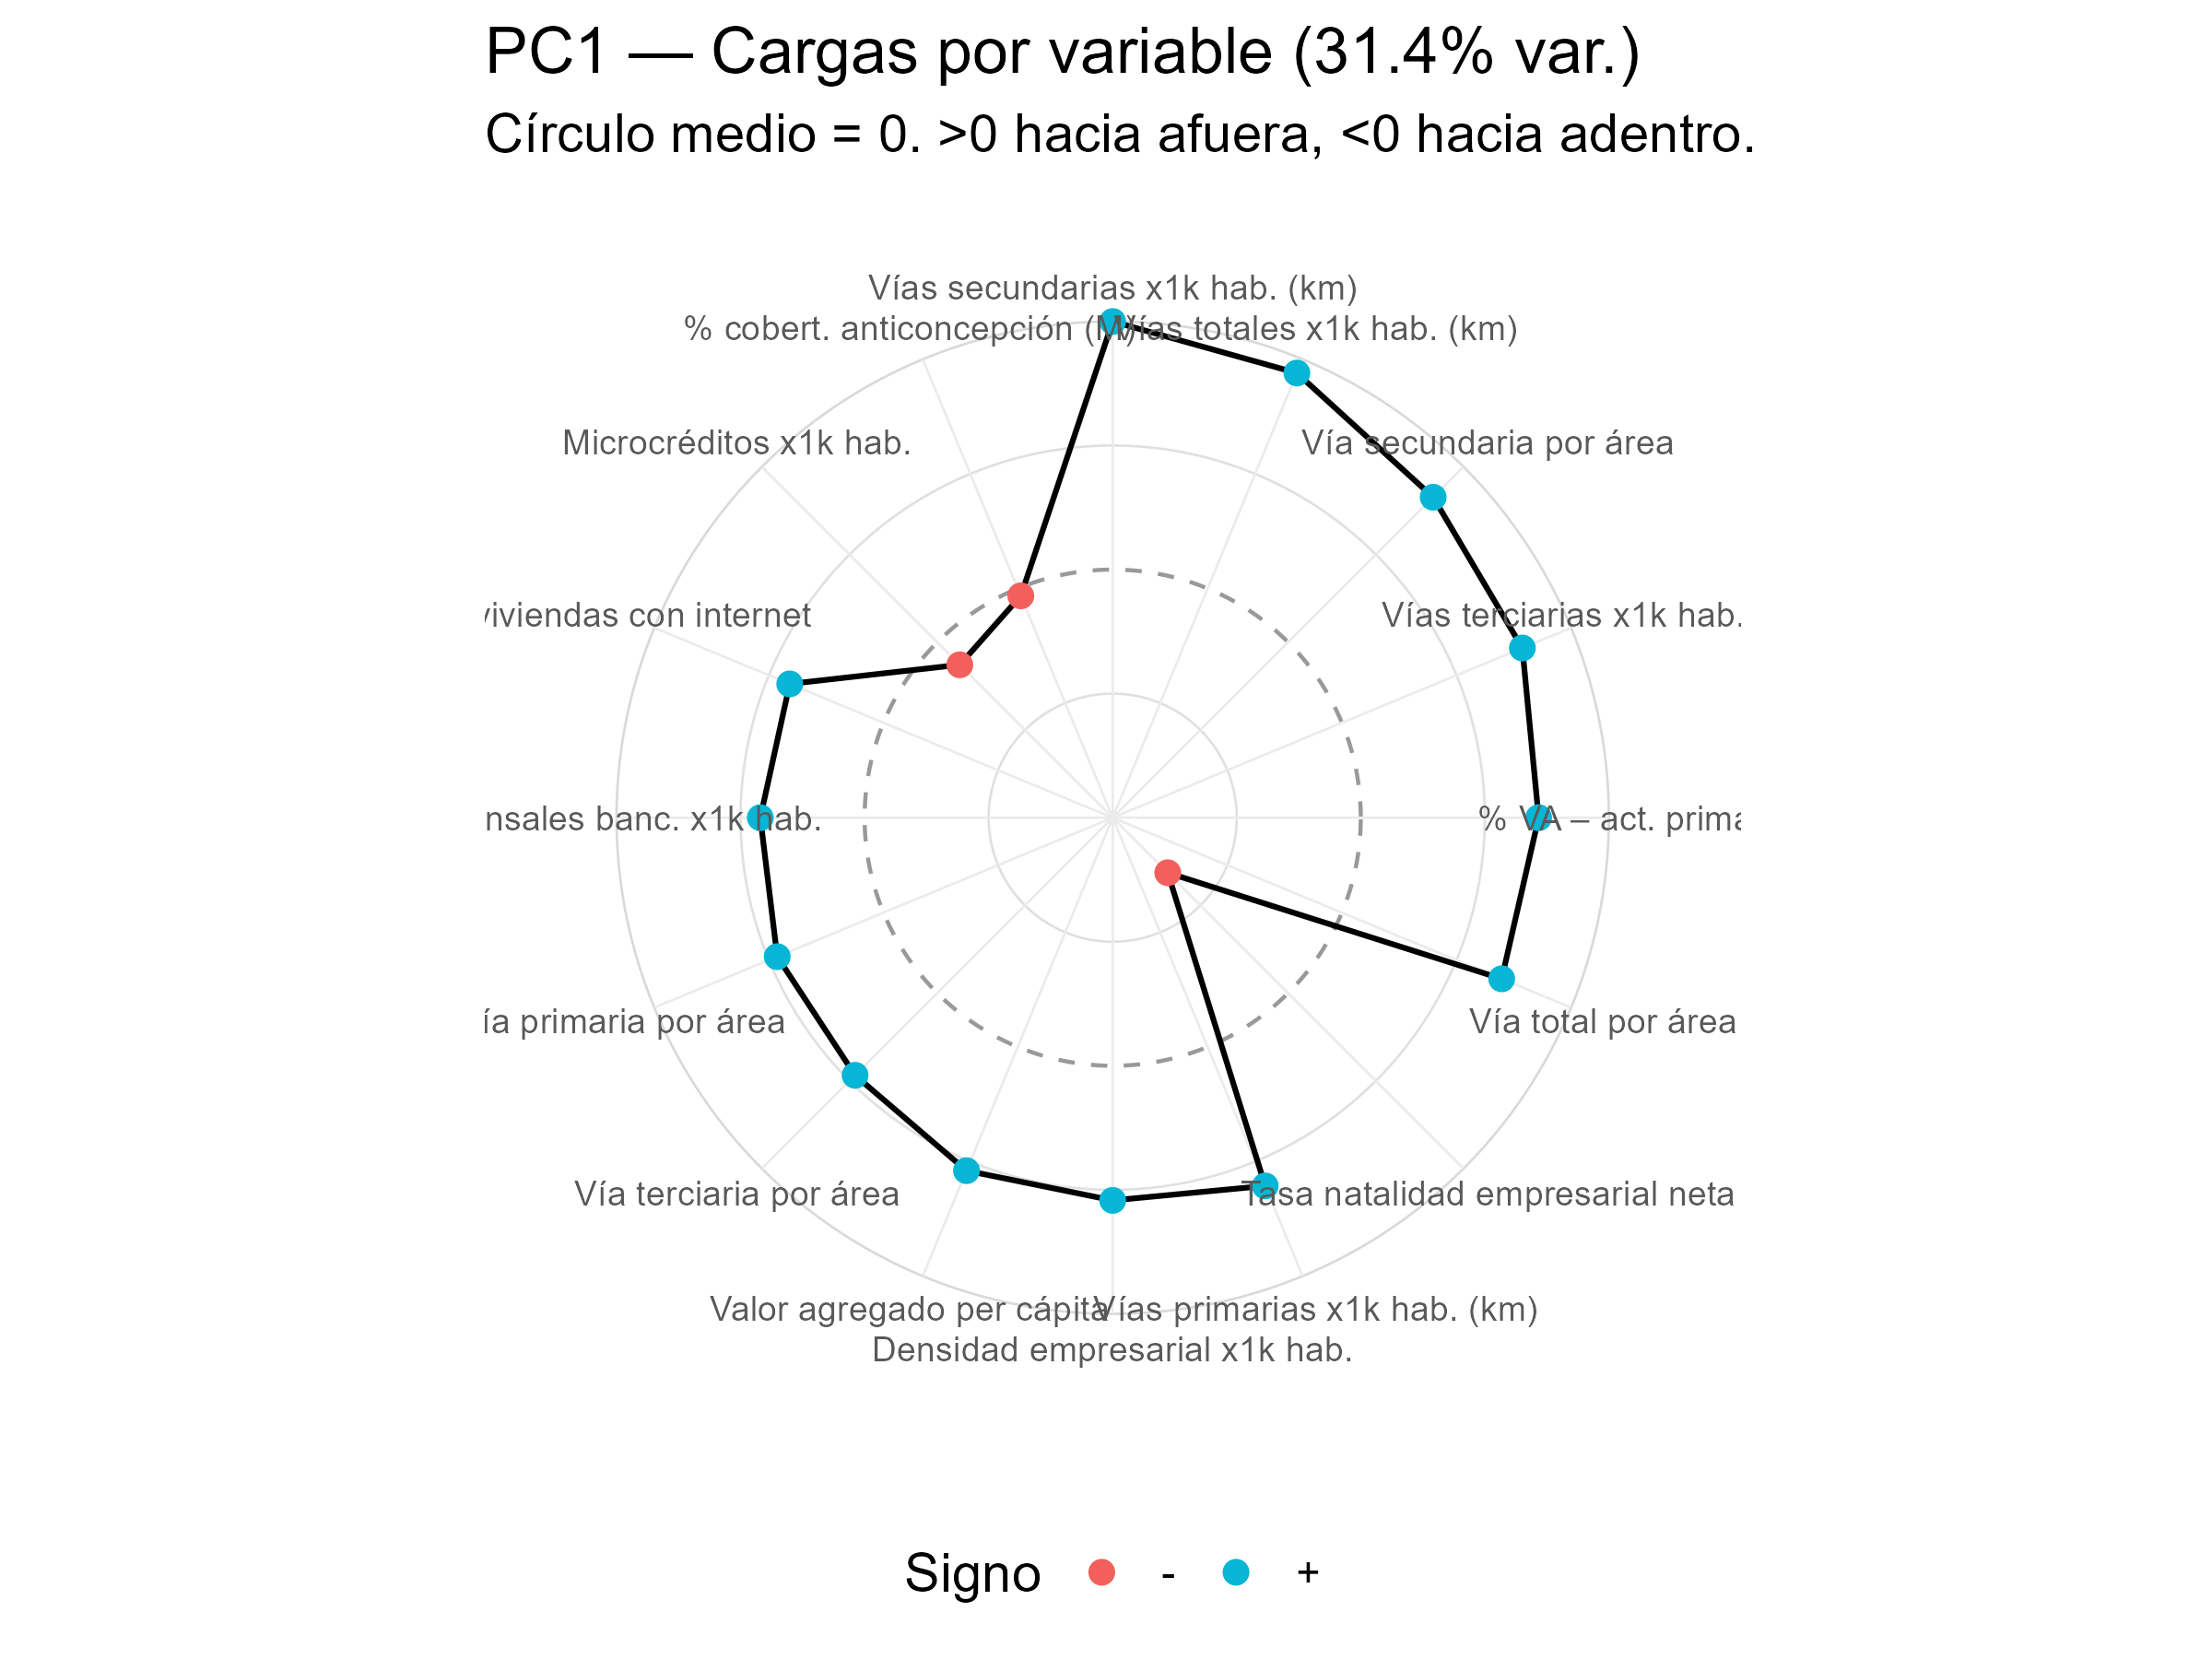 PC1 — Cargas por variable (31.4% var.)
Círculo medio = 0. >0 hacia afuera, <0 hacia adentro.
Vías secundarias x1k hab. (km)
% cobert. anticoncepción (M)
Vías totales x1k hab. (km)
Microcréditos x1k hab.
Vía secundaria por área
viviendas con internet
Vías terciarias x1k hab.
nsales banc. x1k hab.
% VA – act. prima
ía primaria por área
Vía total por área
Vía terciaria por área
Tasa natalidad empresarial neta
Valor agregado per cápita
Vías primarias x1k hab. (km)
Densidad empresarial x1k hab.
Signo - +